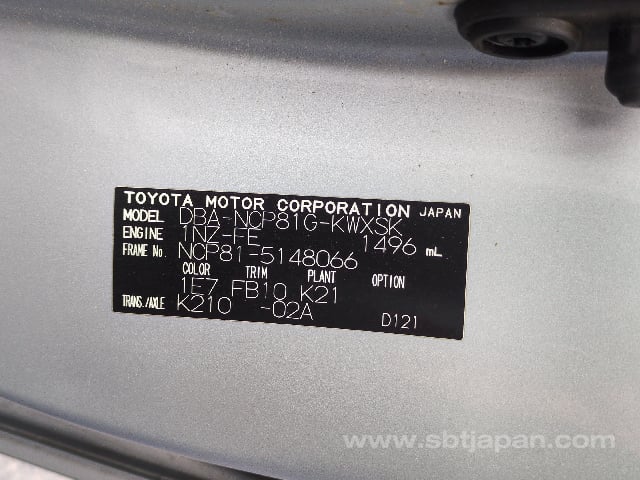 TOYOTA MOTOR CORPORATION JAPAN
MODEL DBA-NCP81G-KWXSK
ENGINE 1NZ-FE 1496 mL
FRAME No. NCP81-5148066
COLOR TRIM PLANT OPTION
1E7 FB10 K21
TRANS./AXLE K210 -02A D121
www.sbtjapan.com